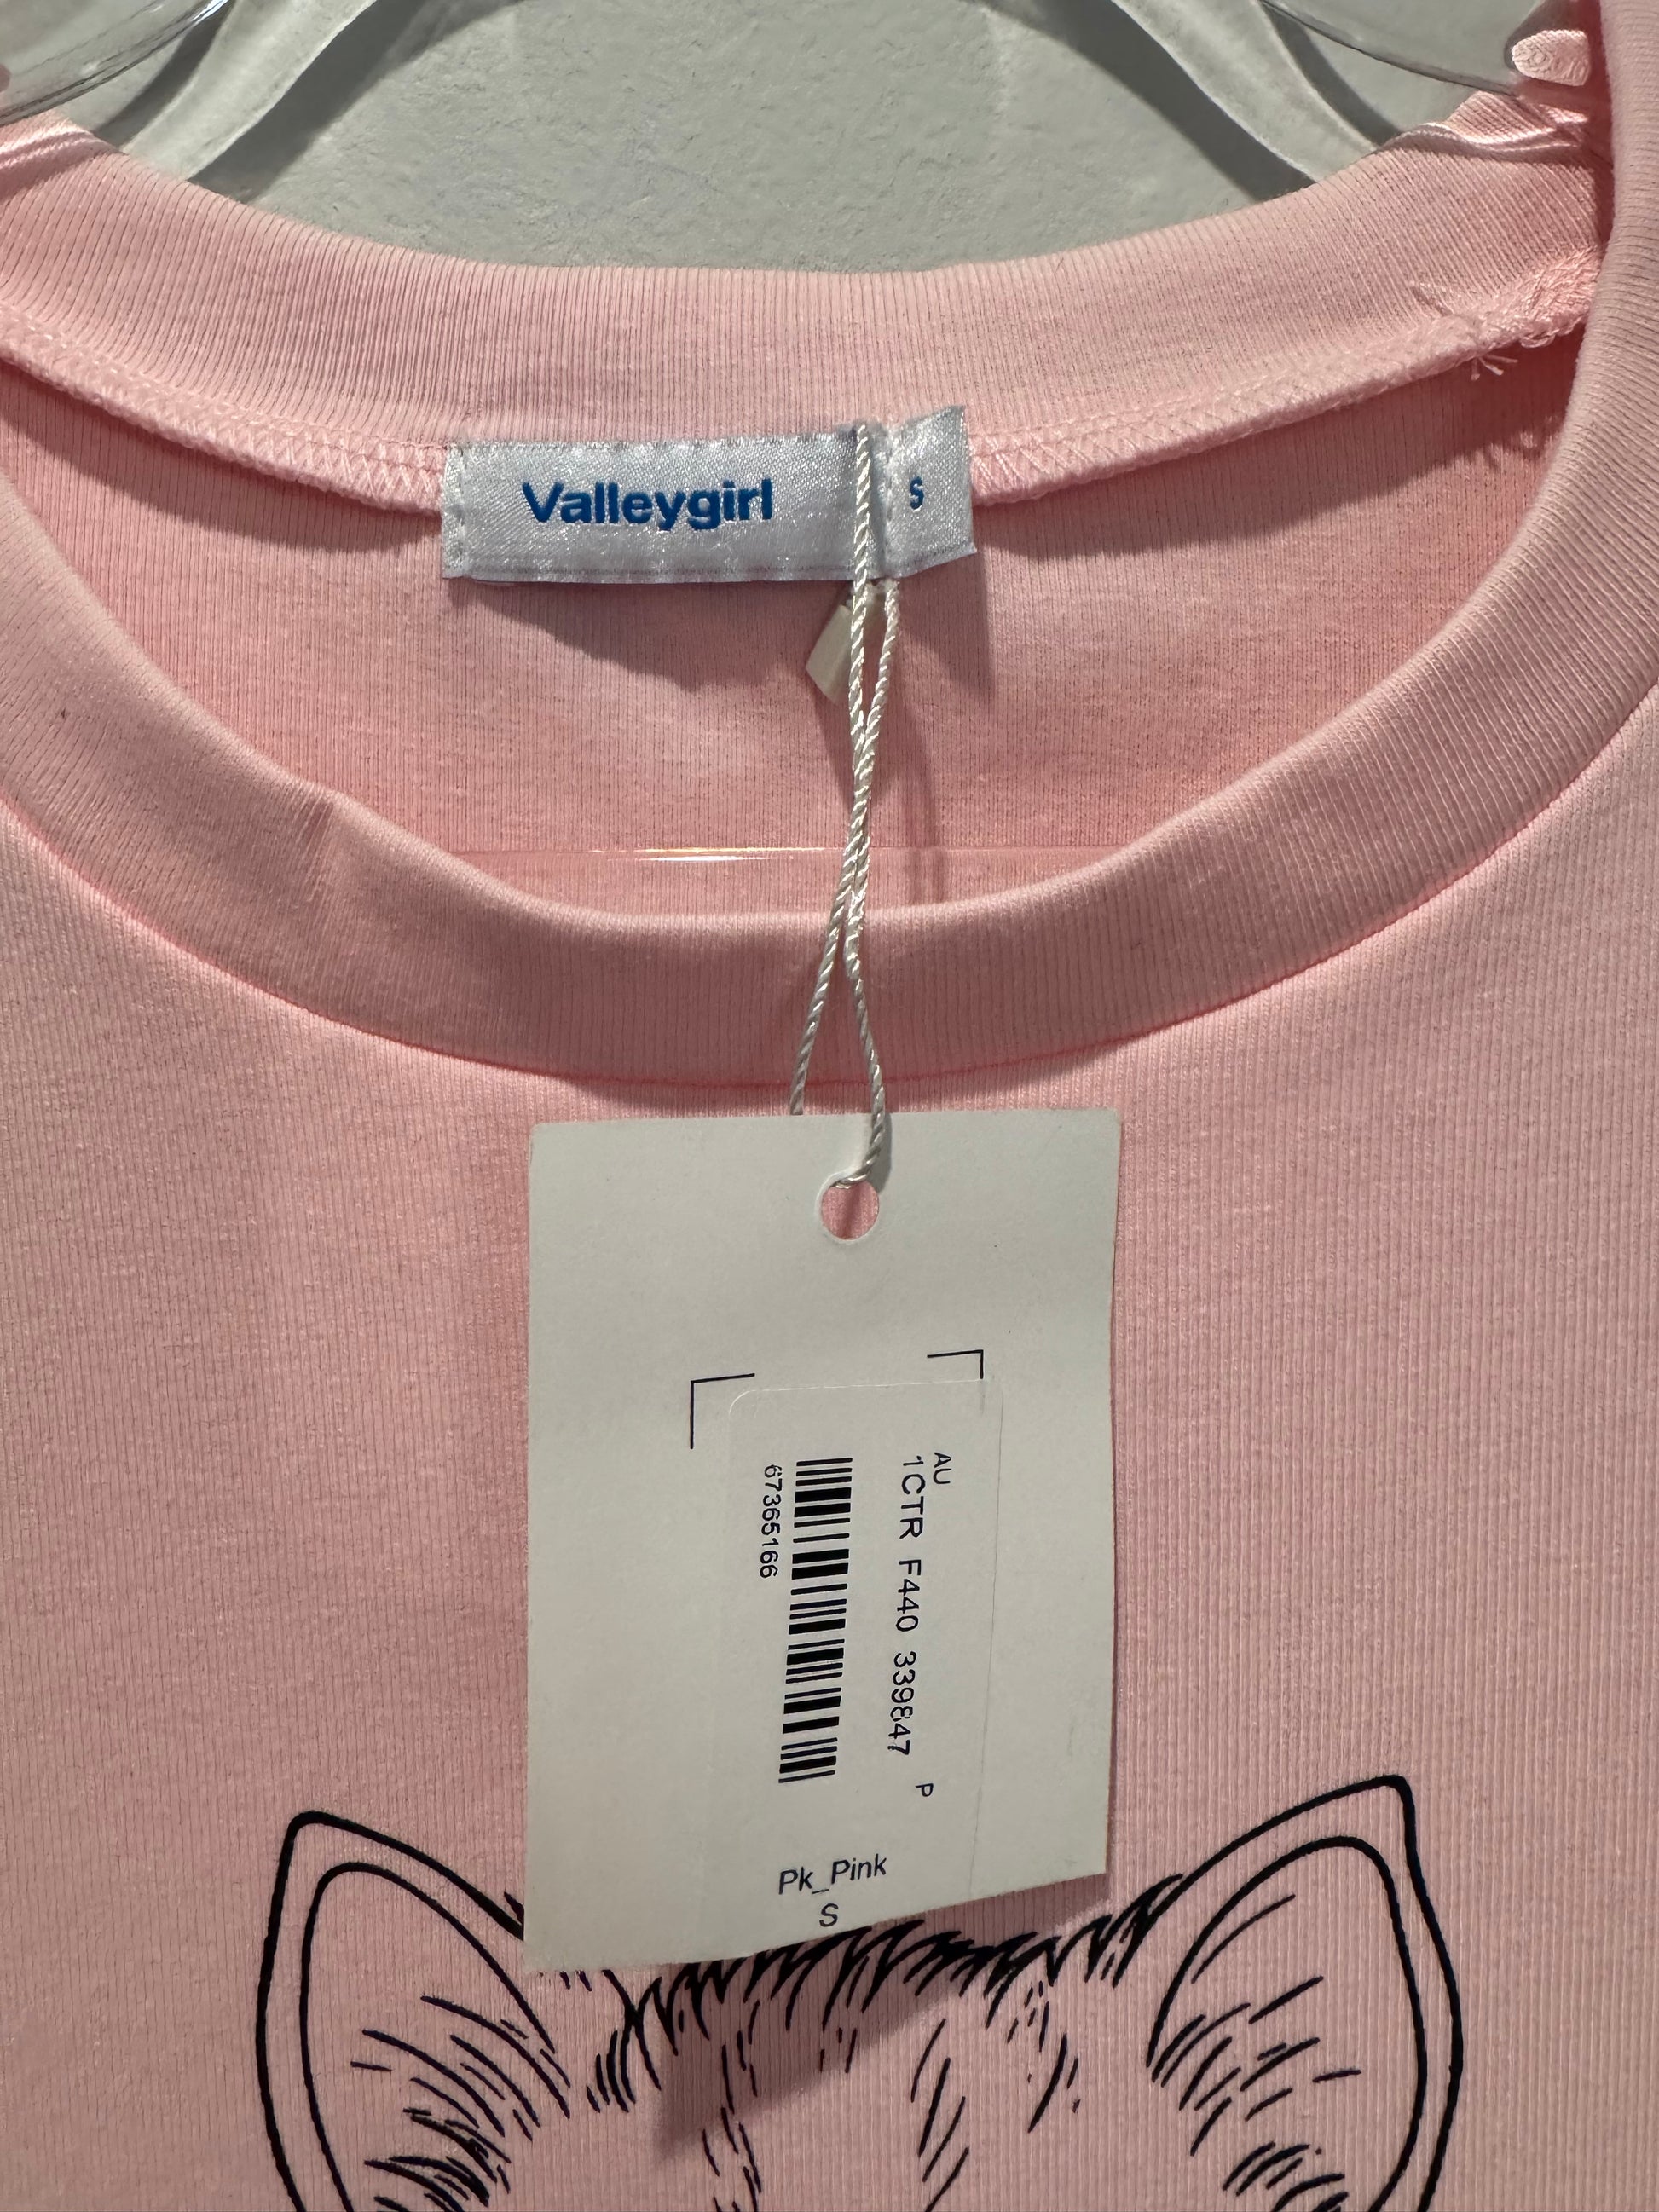 Valleygirl
S
AU
1CTR F440 339847
P
67365166
Pk_Pink
S